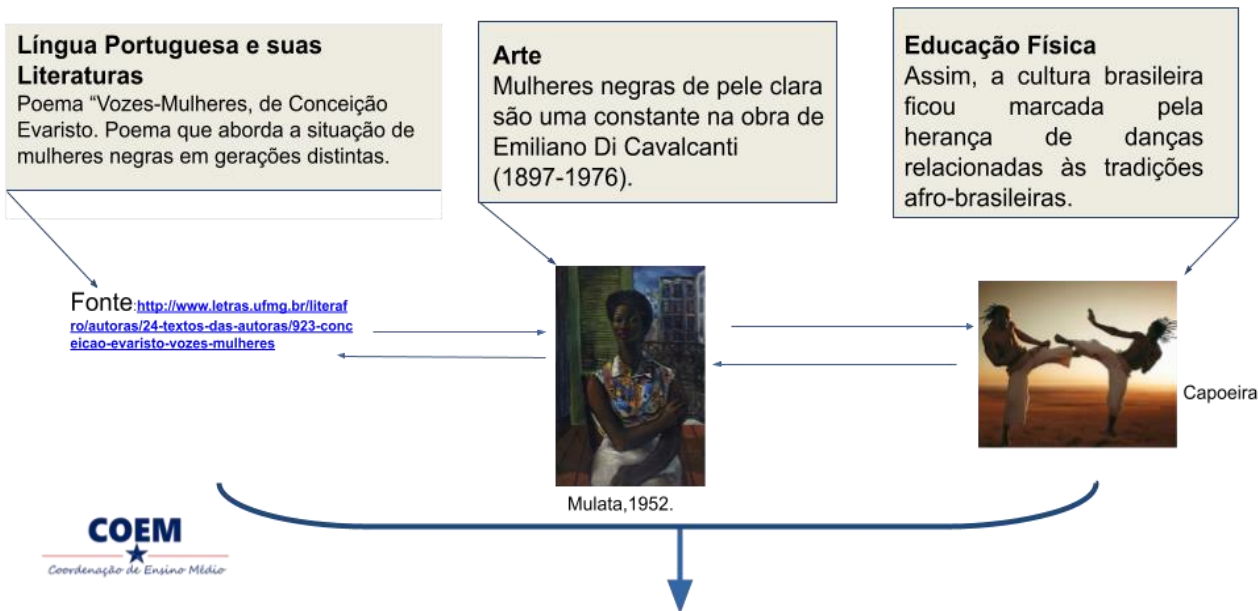 Língua Portuguesa e suas
Literaturas
Poema “Vozes-Mulheres, de Conceição
Evaristo. Poema que aborda a situação de
mulheres negras em gerações distintas.
Arte
Mulheres negras de pele clara
são uma constante na obra de
Emiliano Di Cavalcanti
(1897-1976).
Educação Física
Assim, a cultura brasileira
ficou marcada pela
herança de danças
relacionadas às tradições
afro-brasileiras.
Fonte:http://www.letras.ufmg.br/literaf
ro/autoras/24-textos-das-autoras/923-conc
eicao-evaristo-vozes-mulheres
Capoeira
Mulata,1952.
COEM
Coordenação de Ensino Médio